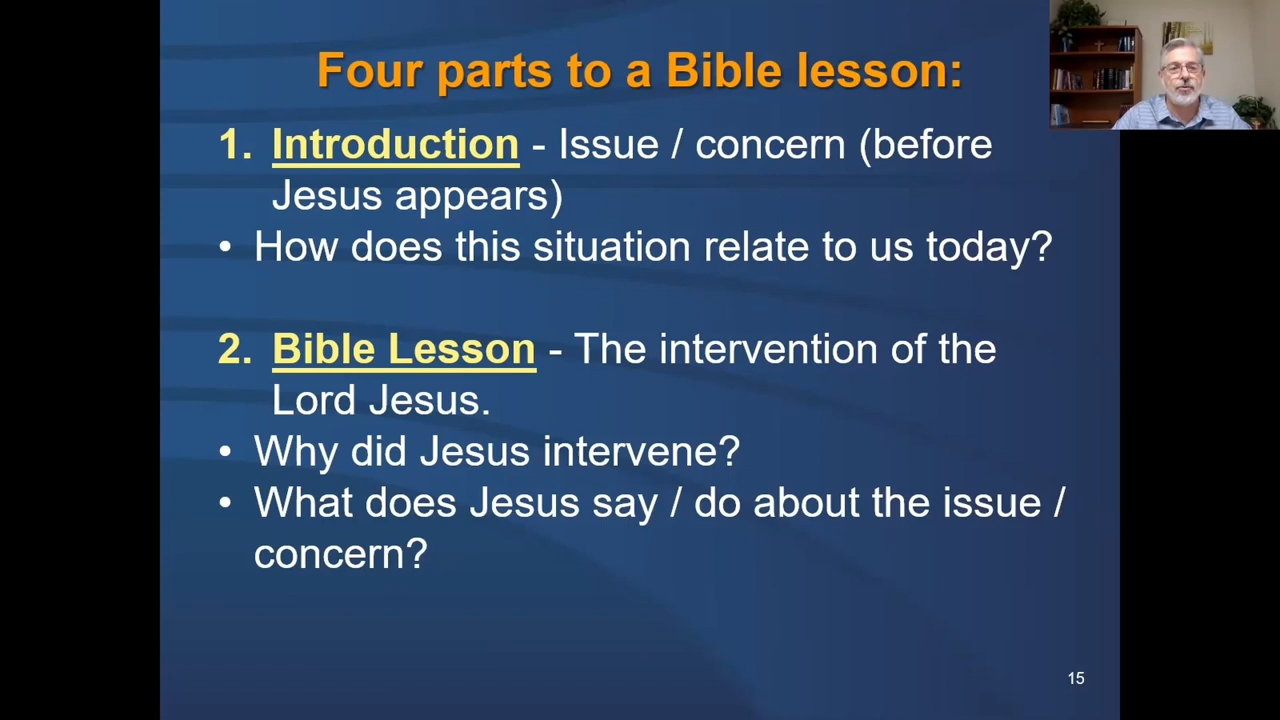 Four parts to a Bible lesson:
1. Introduction - Issue / concern (before
Jesus appears)
• How does this situation relate to us today?
2. Bible Lesson - The intervention of the
Lord Jesus.
• Why did Jesus intervene?
• What does Jesus say / do about the issue /
concern?
15